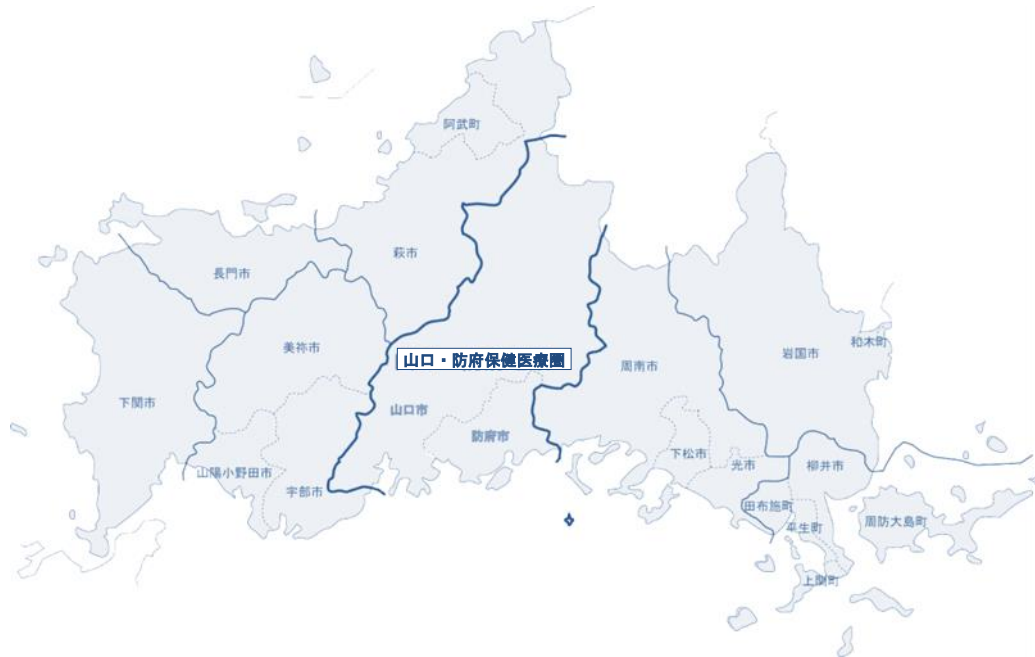 阿武町
萩市
長門市
美祢市
山口・防府保健医療圏
岩国市
和木町
周南市
下関市
山口市
防府市
下松市
光市
柳井市
山陽小野田市
宇部市
田布施町
平生町
周防大島町
上関町